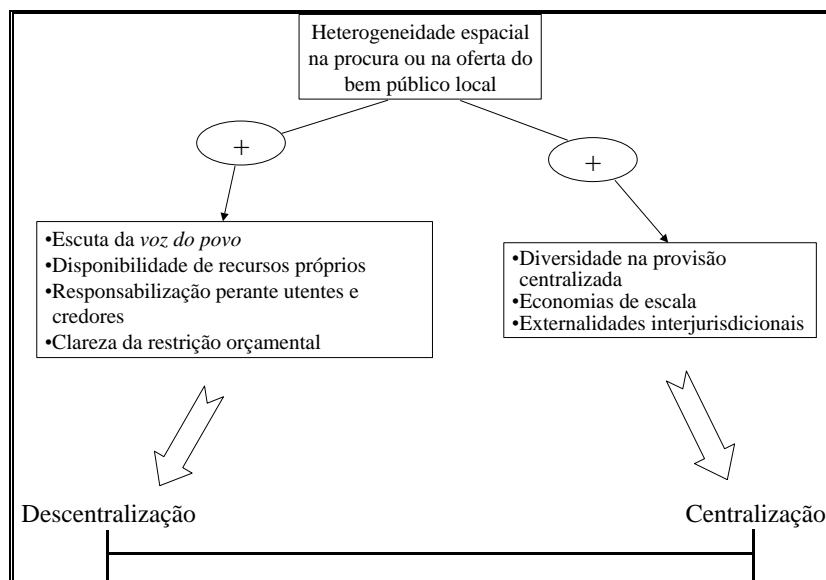 Heterogeneidade espacial
na procura ou na oferta do
bem público local
+
+
•Escuta da voz do povo
•Disponibilidade de recursos próprios
•Responsabilização perante utentes e
credores
•Clareza da restrição orçamental
•Diversidade na provisão
centralizada
•Economias de escala
•Externalidades interjurisdicionais
Descentralização
Centralização